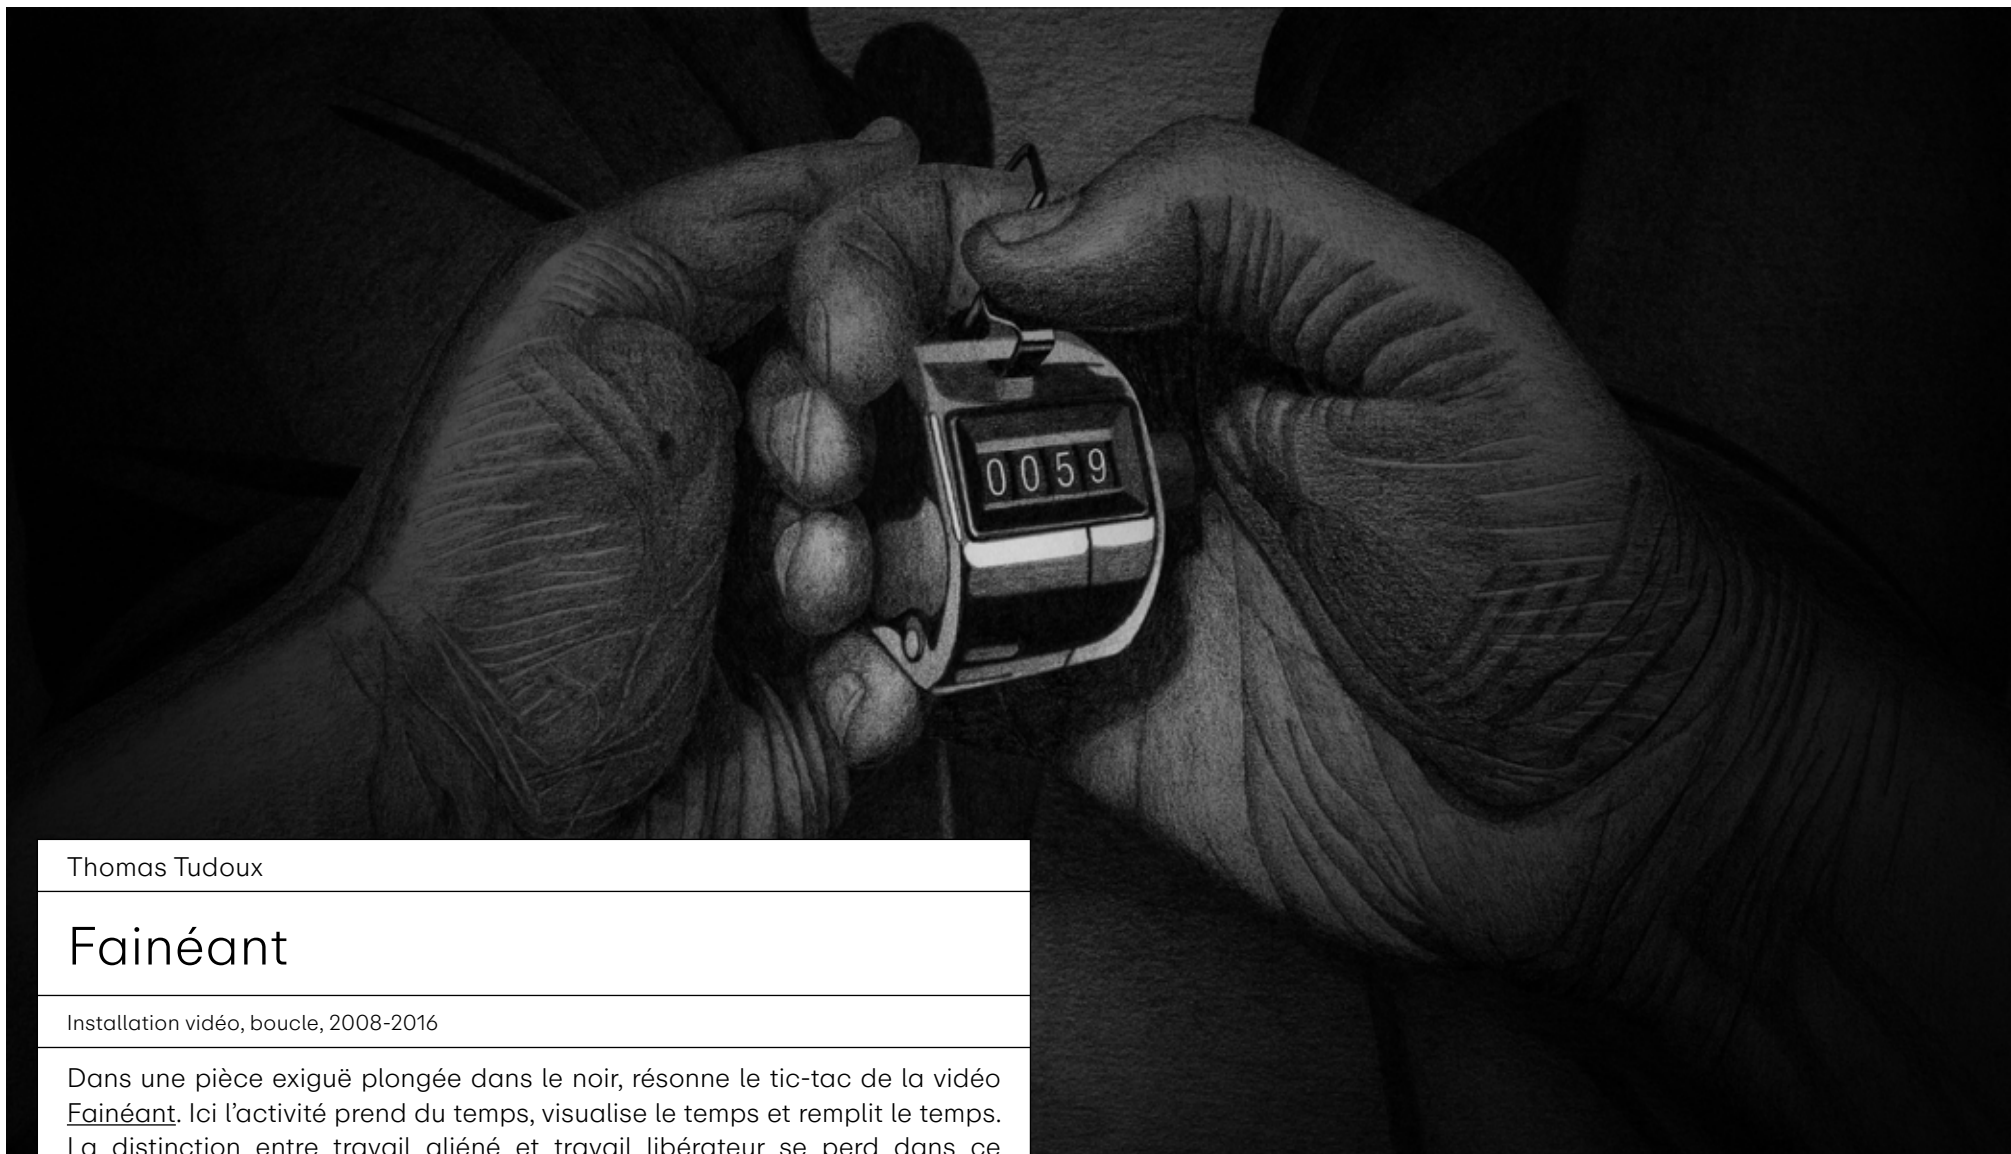 0059
Thomas Tudoux
Fainéant
Installation vidéo, boucle, 2008-2016
Dans une pièce exiguë plongée dans le noir, résonne le tic-tac de la vidéo
Fainéant. Ici l’activité prend du temps, visualise le temps et remplit le temps.
La distinction entre travail aliéné et travail libérateur se perd dans ce